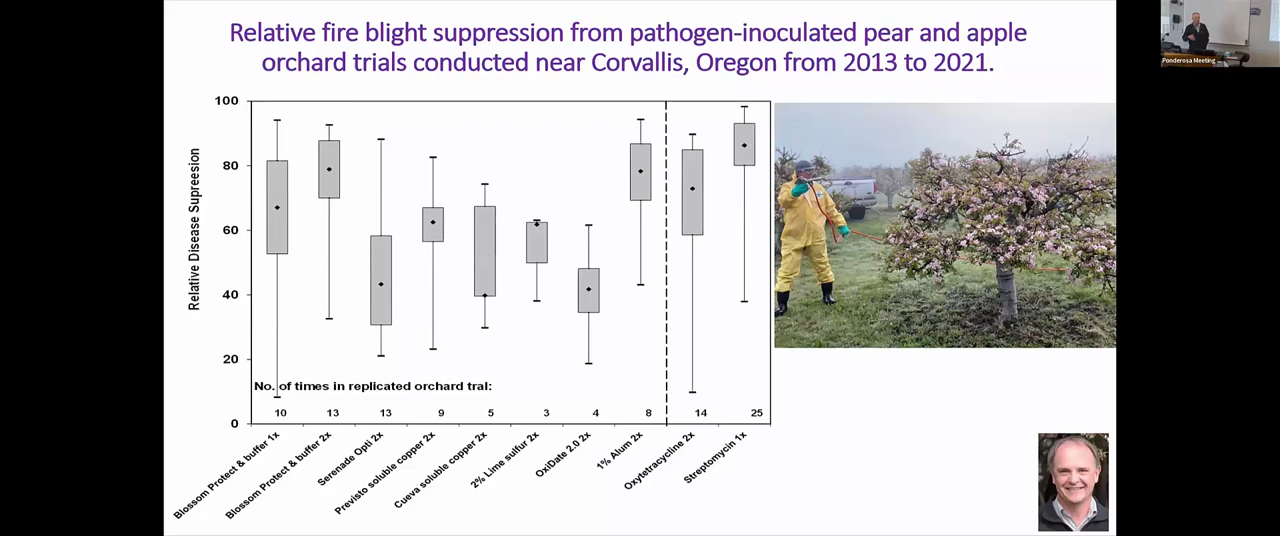 Relative fire blight suppression from pathogen-inoculated pear and apple
orchard trials conducted near Corvallis, Oregon from 2013 to 2021.
Ponderosa Meeting ...
Relative Disease Supreesion
100
80
60
40
20
0
No. of times in replicated orchard tral:
10 13 13 9 5 3 4 8 14 25
Blossom Protect & buffer 1x
Blossom Protect & buffer 2x
Serenade Opti 2x
Previsto soluble copper 2x
Cueva soluble copper 2x
2% Lime sulfur 2x
OxiDate 2.0 2x
1% Alum 2x
Oxytetracycline 2x
Streptomycin 1x